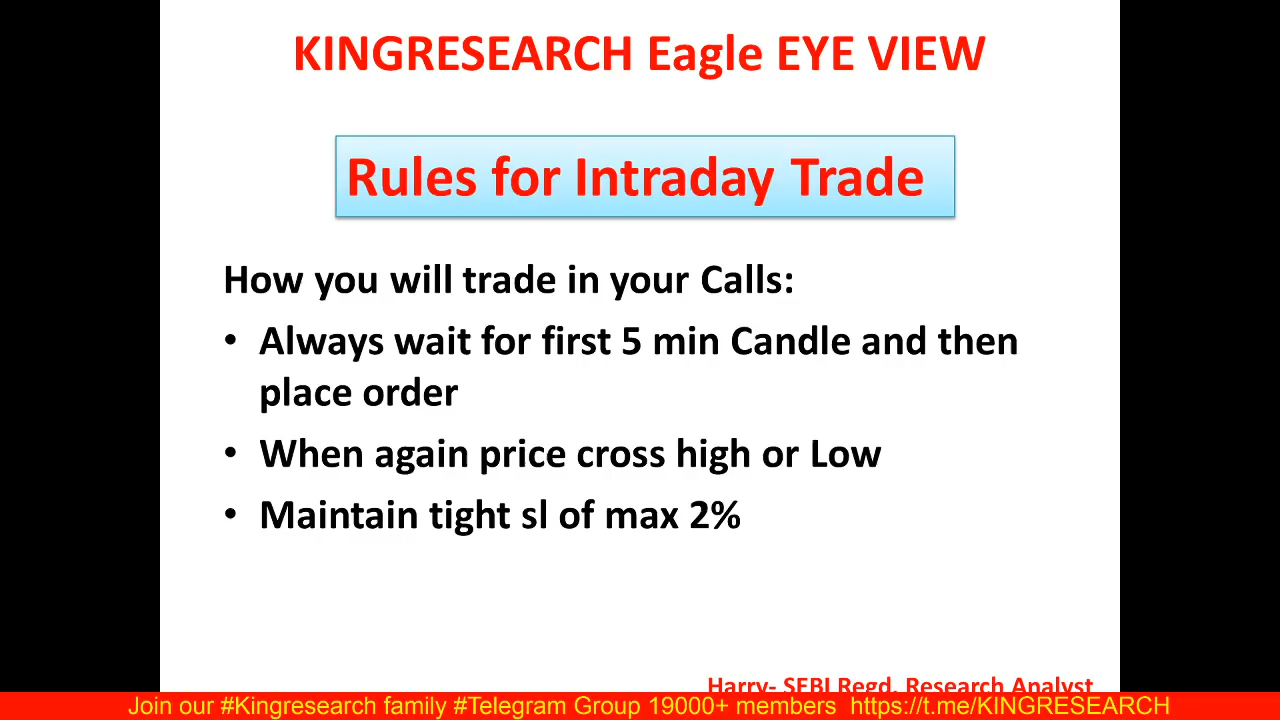 KINGRESEARCH Eagle EYE VIEW
Rules for Intraday Trade
How you will trade in your Calls:
• Always wait for first 5 min Candle and then
place order
• When again price cross high or Low
• Maintain tight sl of max 2%
Harry- SEBI Regd. Research Analyst
Join our #Kingresearch family #Telegram Group 19000+ members https://t.me/KINGRESEARCH